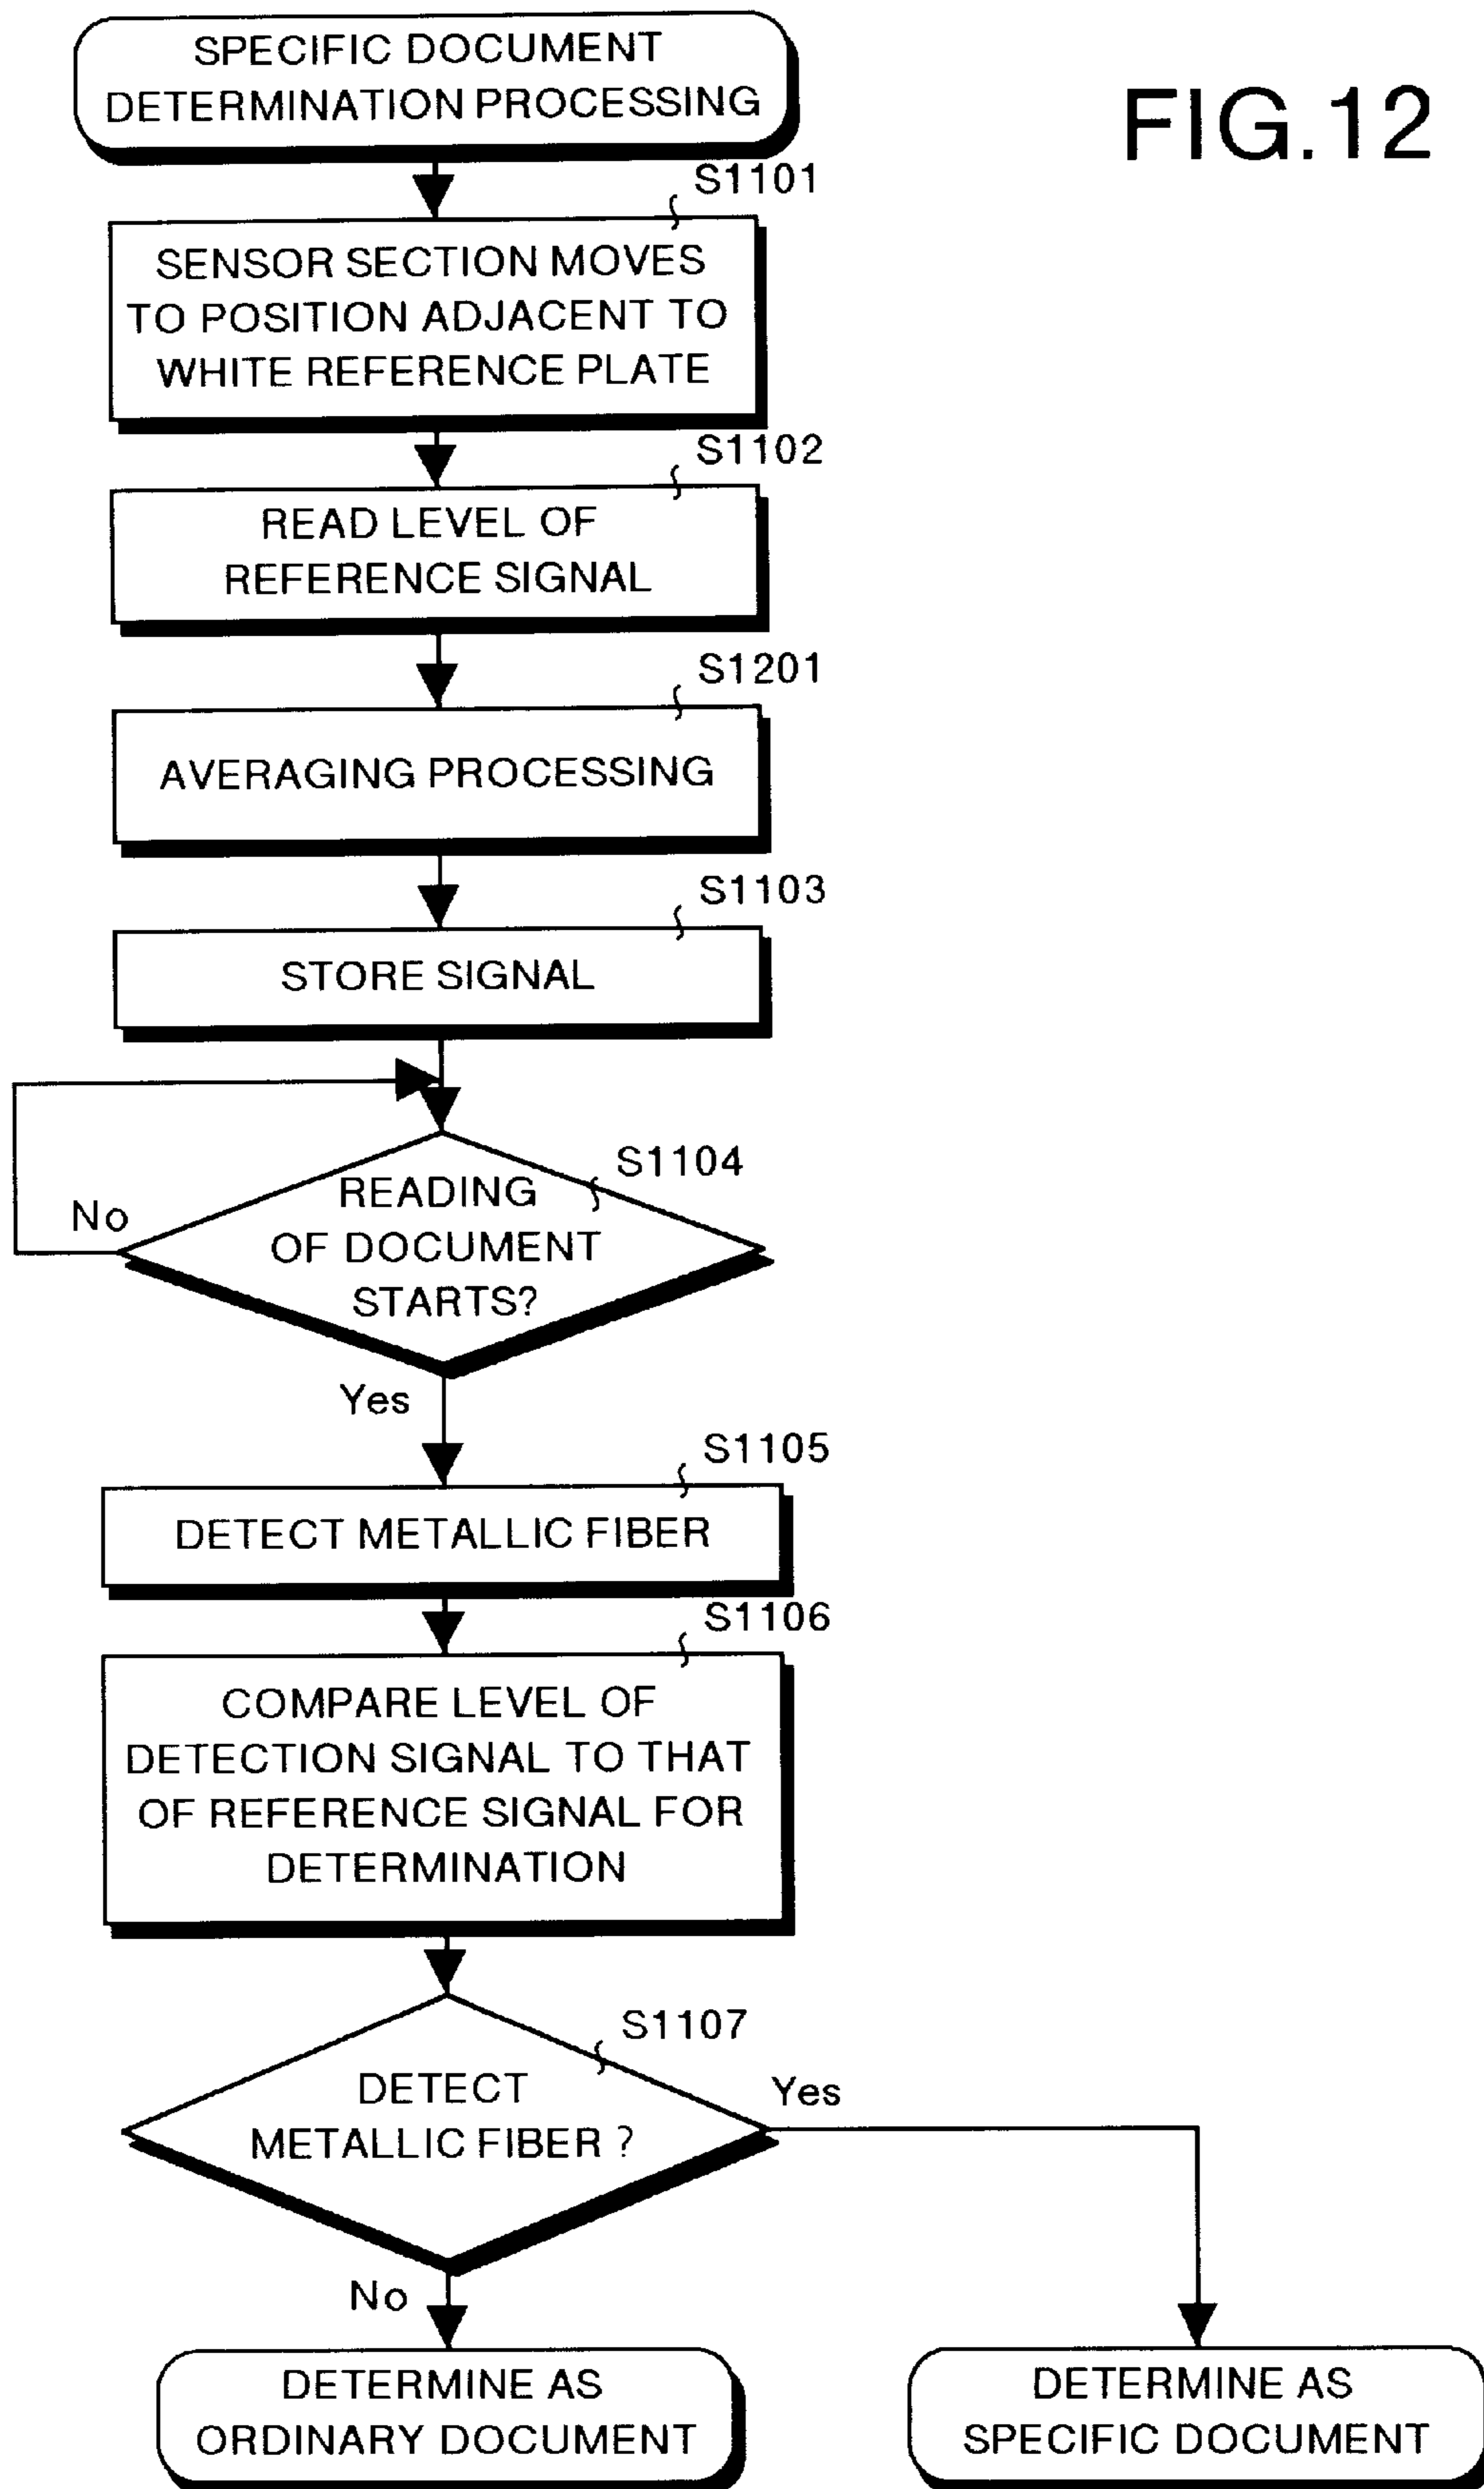 FIG.12
SPECIFIC DOCUMENT
DETERMINATION PROCESSING
S1101
SENSOR SECTION MOVES
TO POSITION ADJACENT TO
WHITE REFERENCE PLATE
S1102
READ LEVEL OF
REFERENCE SIGNAL
S1201
AVERAGING PROCESSING
S1103
STORE SIGNAL
S1104
READING
OF DOCUMENT
STARTS?
No
Yes
S1105
DETECT METALLIC FIBER
S1106
COMPARE LEVEL OF
DETECTION SIGNAL TO THAT
OF REFERENCE SIGNAL FOR
DETERMINATION
S1107
DETECT
METALLIC FIBER ?
Yes
No
DETERMINE AS
ORDINARY DOCUMENT
DETERMINE AS
SPECIFIC DOCUMENT